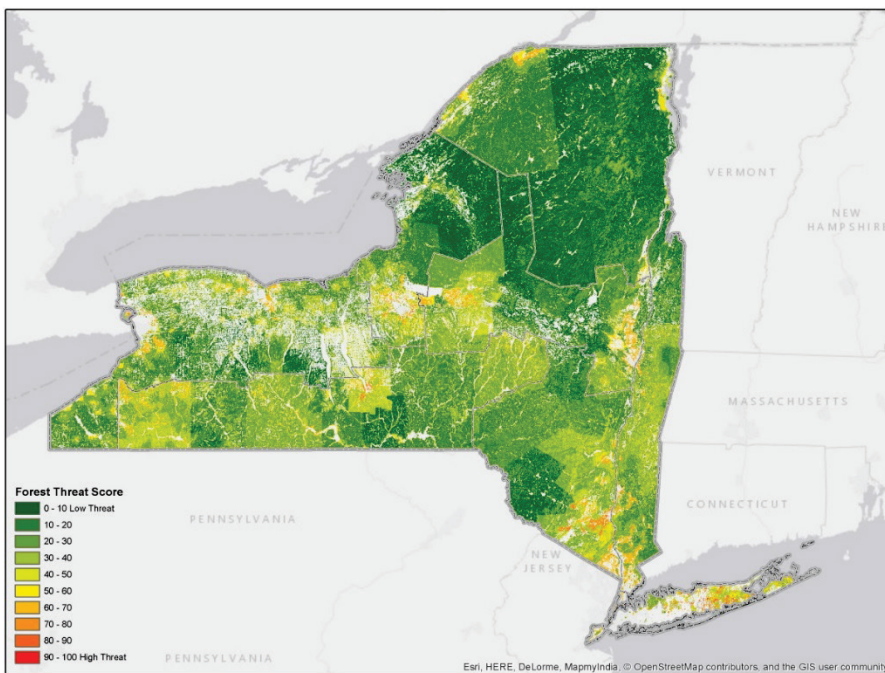 VERMONT
NEW
HAMPSHIRE
MASSACHUSETTS
CONNECTICUT
PENNSYLVANIA
NEW
JERSEY
PENNSYLVANIA
Forest Threat Score
0 - 10 Low Threat
10 - 20
20 - 30
30 - 40
40 - 50
50 - 60
60 - 70
70 - 80
80 - 90
90 - 100 High Threat
Esri, HERE, DeLorme, MapmyIndia, © OpenStreetMap contributors, and the GIS user community